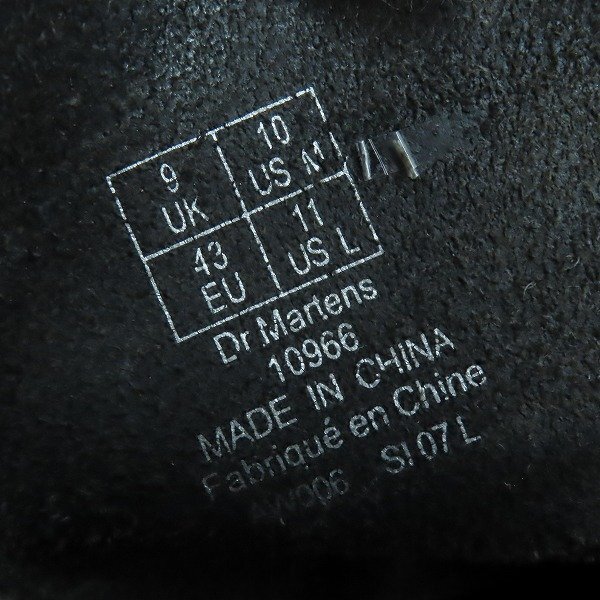 9 UK
10 US M
43 EU
11 US L
Dr Martens
10966
MADE IN CHINA
Fabriqué en Chine
AW006 SI 07 L